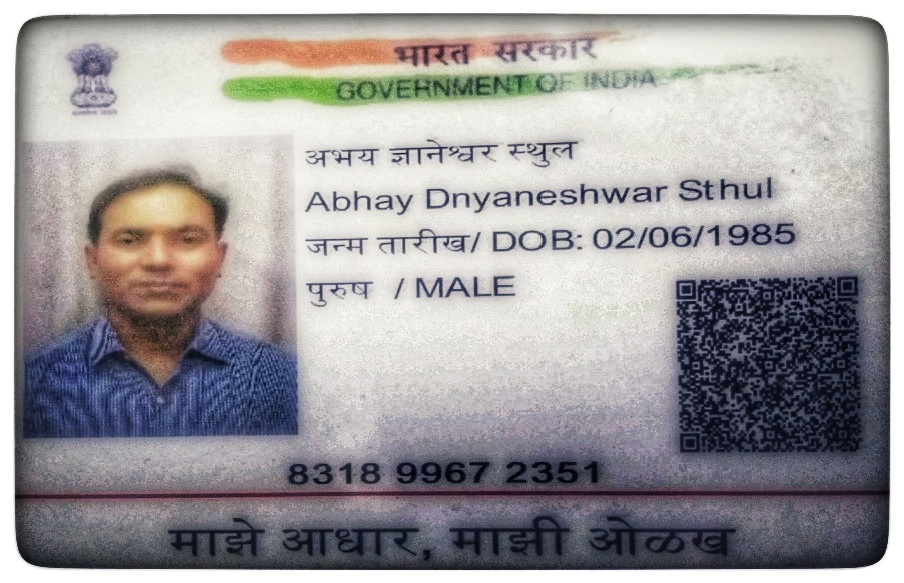 भारत सरकार
GOVERNMENT OF INDIA
अभय ज्ञानेश्वर स्थुल
Abhay Dnyaneshwar Sthul
जन्म तारीख/ DOB: 02/06/1985
पुरुष / MALE
8318 9967 2351
माझे आधार, माझी ओळख